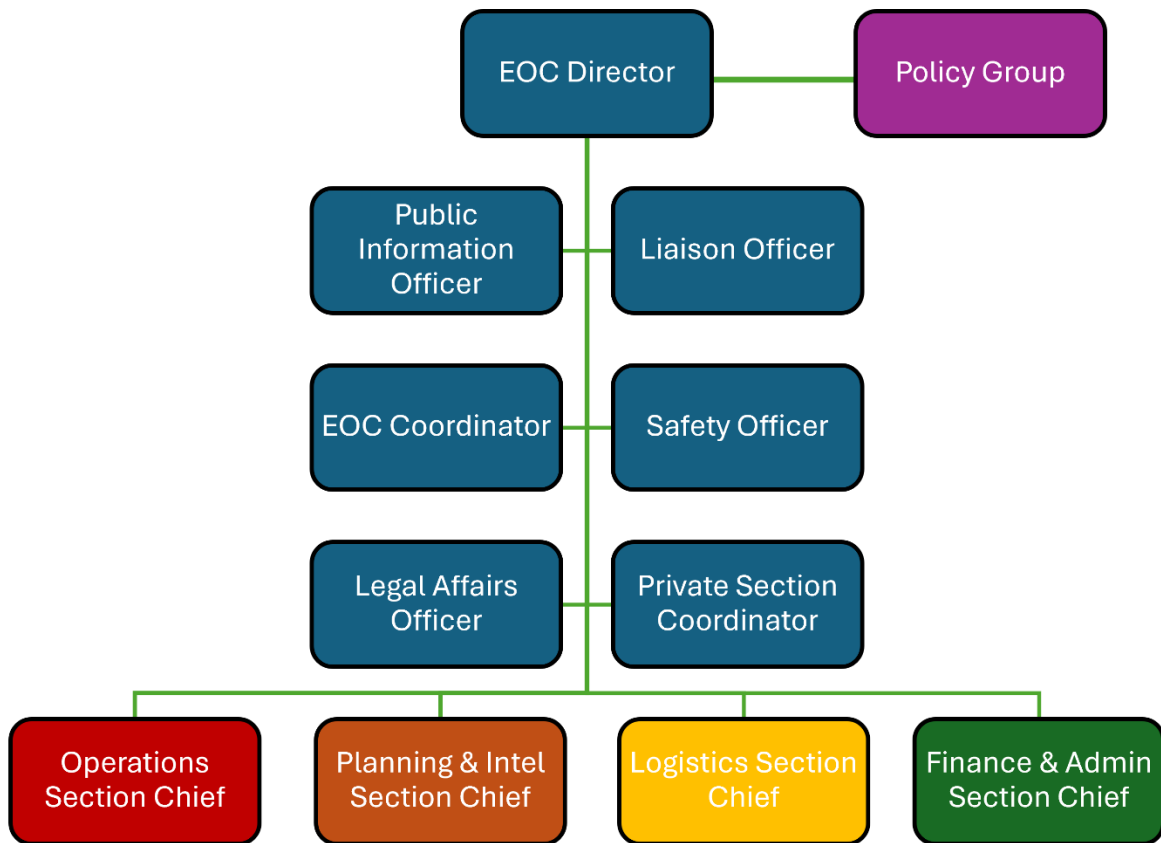 EOC Director
Policy Group
Public
Information
Officer
Liaison Officer
EOC Coordinator
Safety Officer
Legal Affairs
Officer
Private Section
Coordinator
Operations
Section Chief
Planning & Intel
Section Chief
Logistics Section
Chief
Finance & Admin
Section Chief